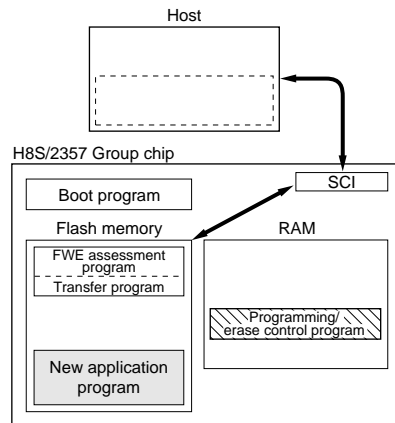 Host
H8S/2357 Group chip
SCI
Boot program
Flash memory
RAM
FWE assessment
program
Transfer program
Programming/
erase control program
New application
program